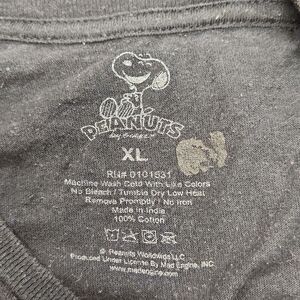 PEANUTS
by Schulz
XL
RN# 0101531
Machine Wash Cold With Like Colors
No Bleach / Tumble Dry Low Heat
Remove Promptly / No Iron
Made in India
100% Cotton
© Peanuts Worldwide LLC
Produced Under License By Mad Engine, INC
www.madengine.com